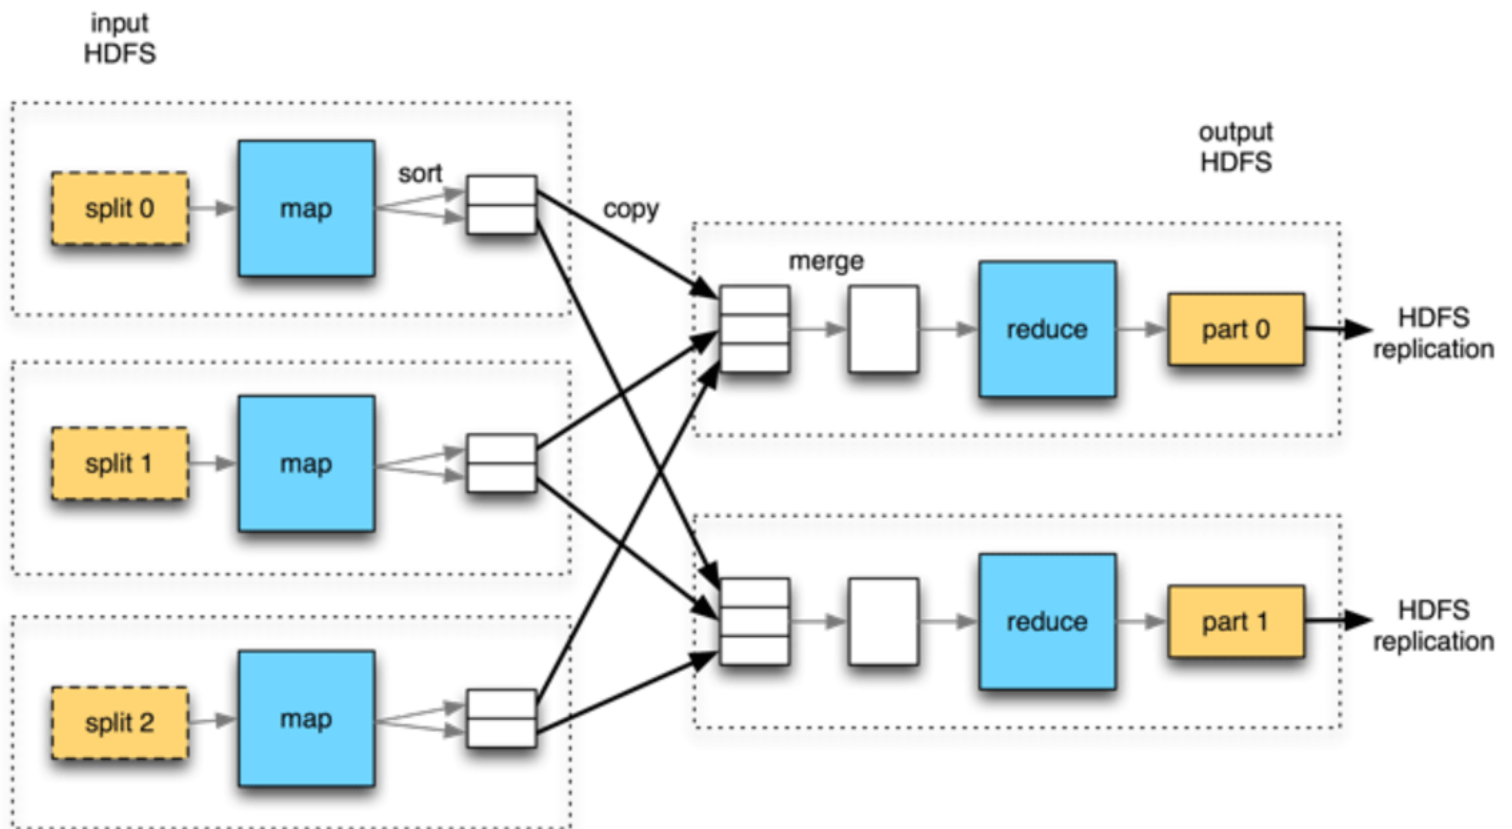 input
HDFS
output
HDFS
sort
split 0
map
copy
merge
reduce
part 0
HDFS
replication
split 1
map
reduce
part 1
HDFS
replication
split 2
map